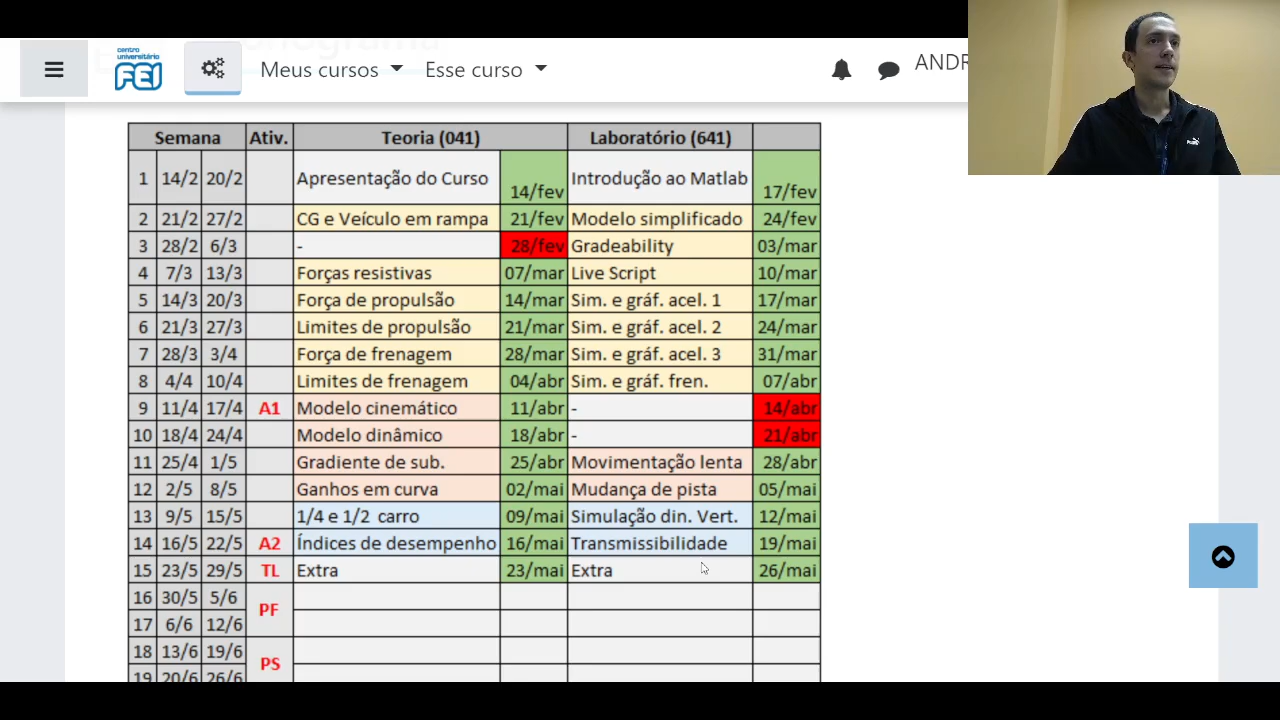 centro
universitário
FEI
Meus cursos
Esse curso
ANDR
Semana Ativ. Teoria (041) Laboratório (641)
1 14/2 20/2 Apresentação do Curso 14/fev Introdução ao Matlab 17/fev
2 21/2 27/2 CG e Veículo em rampa 21/fev Modelo simplificado 24/fev
3 28/2 6/3 - 28/fev Gradeability 03/mar
4 7/3 13/3 Forças resistivas 07/mar Live Script 10/mar
5 14/3 20/3 Força de propulsão 14/mar Sim. e gráf. acel. 1 17/mar
6 21/3 27/3 Limites de propulsão 21/mar Sim. e gráf. acel. 2 24/mar
7 28/3 3/4 Força de frenagem 28/mar Sim. e gráf. acel. 3 31/mar
8 4/4 10/4 Limites de frenagem 04/abr Sim. e gráf. fren. 07/abr
9 11/4 17/4 A1 Modelo cinemático 11/abr - 14/abr
10 18/4 24/4 Modelo dinâmico 18/abr - 21/abr
11 25/4 1/5 Gradiente de sub. 25/abr Movimentação lenta 28/abr
12 2/5 8/5 Ganhos em curva 02/mai Mudança de pista 05/mai
13 9/5 15/5 1/4 e 1/2 carro 09/mai Simulação din. Vert. 12/mai
14 16/5 22/5 A2 Índices de desempenho 16/mai Transmissibilidade 19/mai
15 23/5 29/5 TL Extra 23/mai Extra 26/mai
16 30/5 5/6 PF
17 6/6 12/6
18 13/6 19/6 PS
19 20/6 26/6